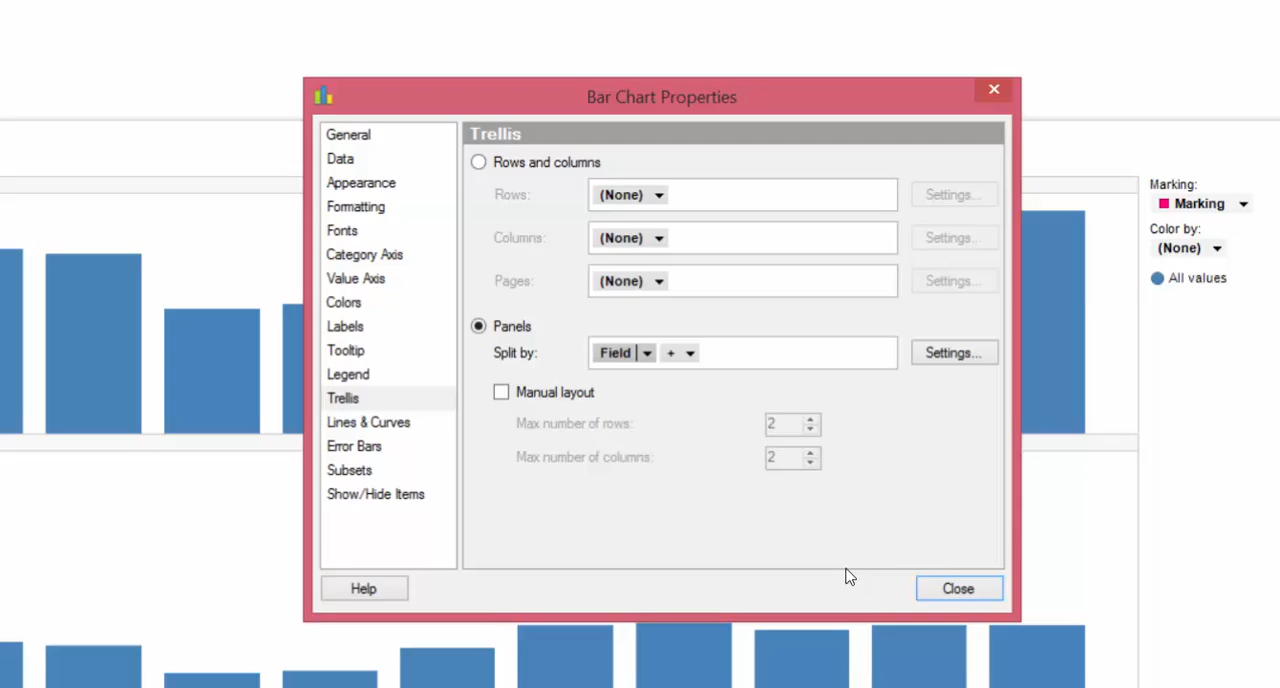 Bar Chart Properties
General
Data
Appearance
Formatting
Fonts
Category Axis
Value Axis
Colors
Labels
Tooltip
Legend
Trellis
Lines & Curves
Error Bars
Subsets
Show/Hide Items
Trellis
Rows and columns
Rows: (None) Settings...
Columns: (None) Settings...
Pages: (None) Settings...
Panels
Split by: Field + Settings...
Manual layout
Max number of rows: 2
Max number of columns: 2
Help
Close
Marking:
Marking
Color by:
(None)
All values